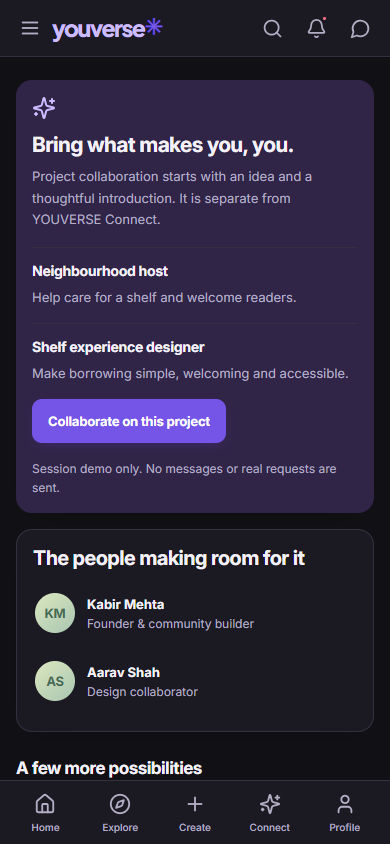 youverse
Bring what makes you, you.
Project collaboration starts with an idea and a
thoughtful introduction. It is separate from
YOUVERSE Connect.
Neighbourhood host
Help care for a shelf and welcome readers.
Shelf experience designer
Make borrowing simple, welcoming and accessible.
Collaborate on this project
Session demo only. No messages or real requests are
sent.
The people making room for it
KM
Kabir Mehta
Founder & community builder
AS
Aarav Shah
Design collaborator
A few more possibilities
Home Explore Create Connect Profile